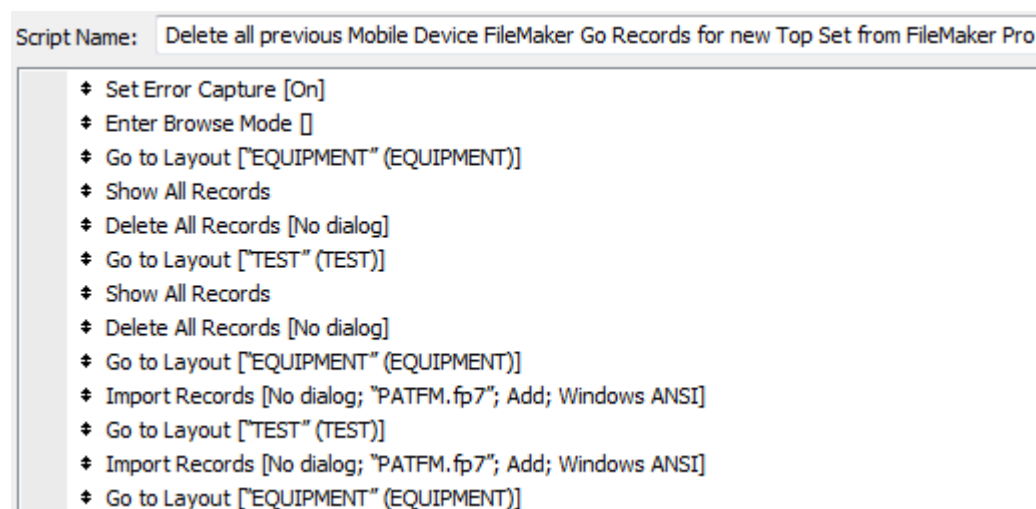 Script Name: Delete all previous Mobile Device FileMaker Go Records for new Top Set from FileMaker Pro
Set Error Capture [On]
Enter Browse Mode []
Go to Layout ["EQUIPMENT" (EQUIPMENT)]
Show All Records
Delete All Records [No dialog]
Go to Layout ["TEST" (TEST)]
Show All Records
Delete All Records [No dialog]
Go to Layout ["EQUIPMENT" (EQUIPMENT)]
Import Records [No dialog; "PATFM.fp7"; Add; Windows ANSI]
Go to Layout ["TEST" (TEST)]
Import Records [No dialog; "PATFM.fp7"; Add; Windows ANSI]
Go to Layout ["EQUIPMENT" (EQUIPMENT)]